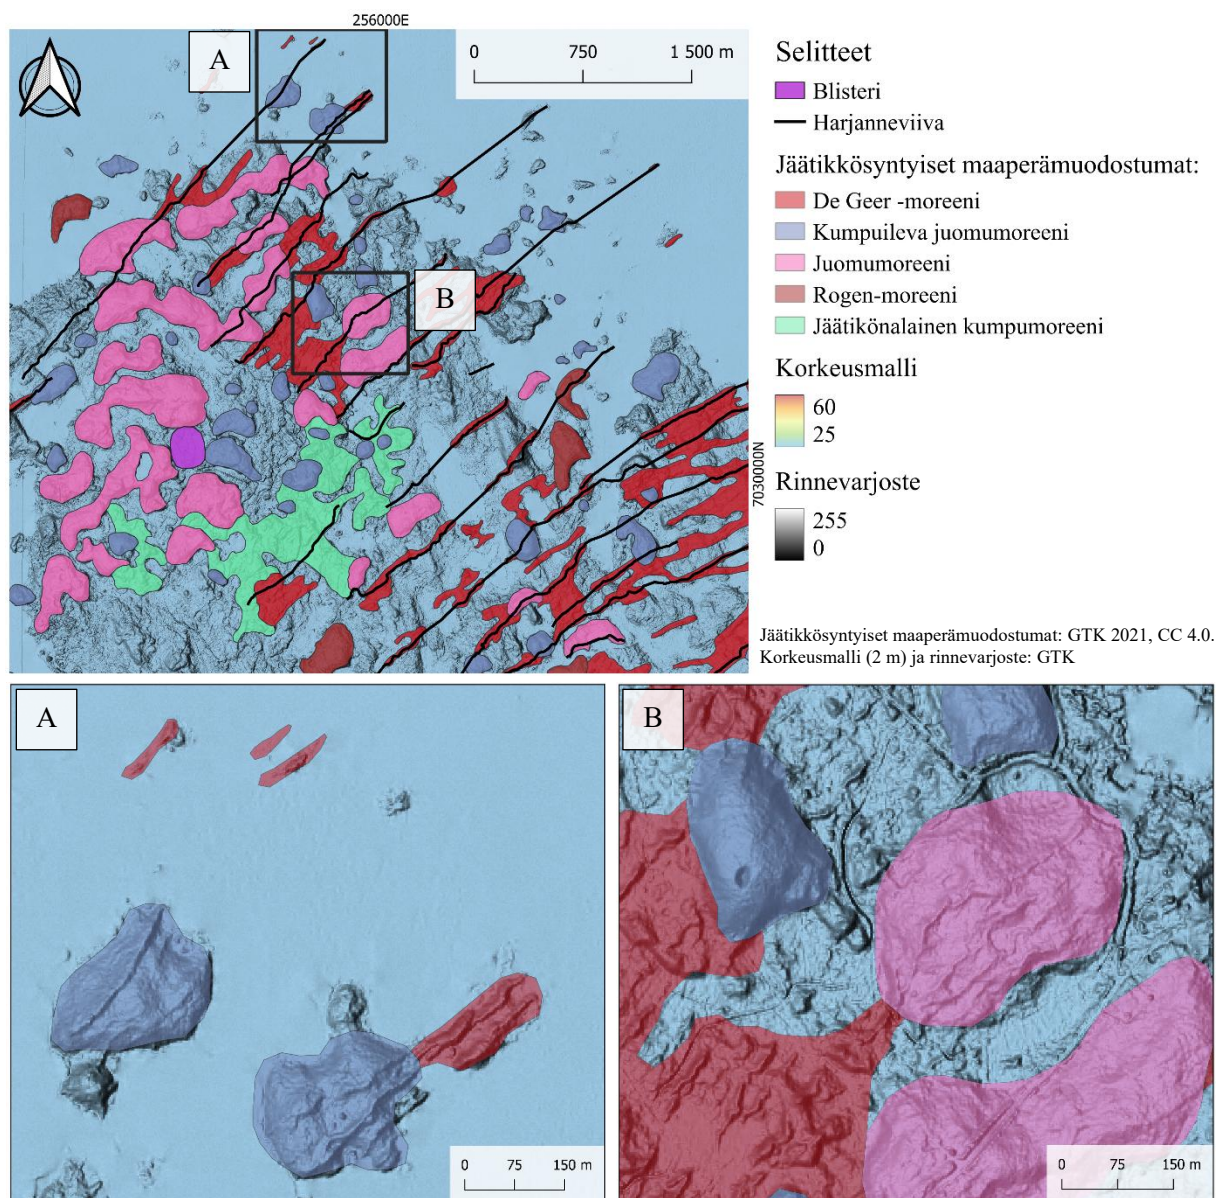 256000E
A
0 750 1 500 m
B
7030000N
Selitteet
Blisteri
Harjanneviiva
Jäätikkösyntyiset maaperämuodostumat:
De Geer -moreeni
Kumpuileva juomumoreeni
Juomumoreeni
Rogen-moreeni
Jäätikönalainen kumpumoreeni
Korkeusmalli
60
25
Rinnevarjoste
255
0
Jäätikkösyntyiset maaperämuodostumat: GTK 2021, CC 4.0.
Korkeusmalli (2 m) ja rinnevarjoste: GTK
A
0 75 150 m
B
0 75 150 m